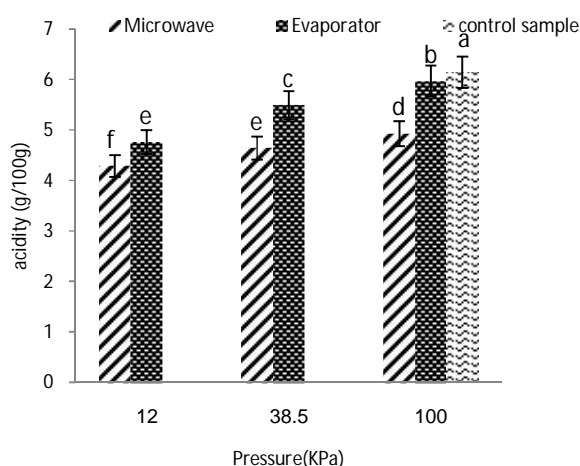 Microwave Evaporator control sample
7
6
5
4
3
2
1
0
acidity (g/100g)
f e e c d b a
12 38.5 100
Pressure(KPa)